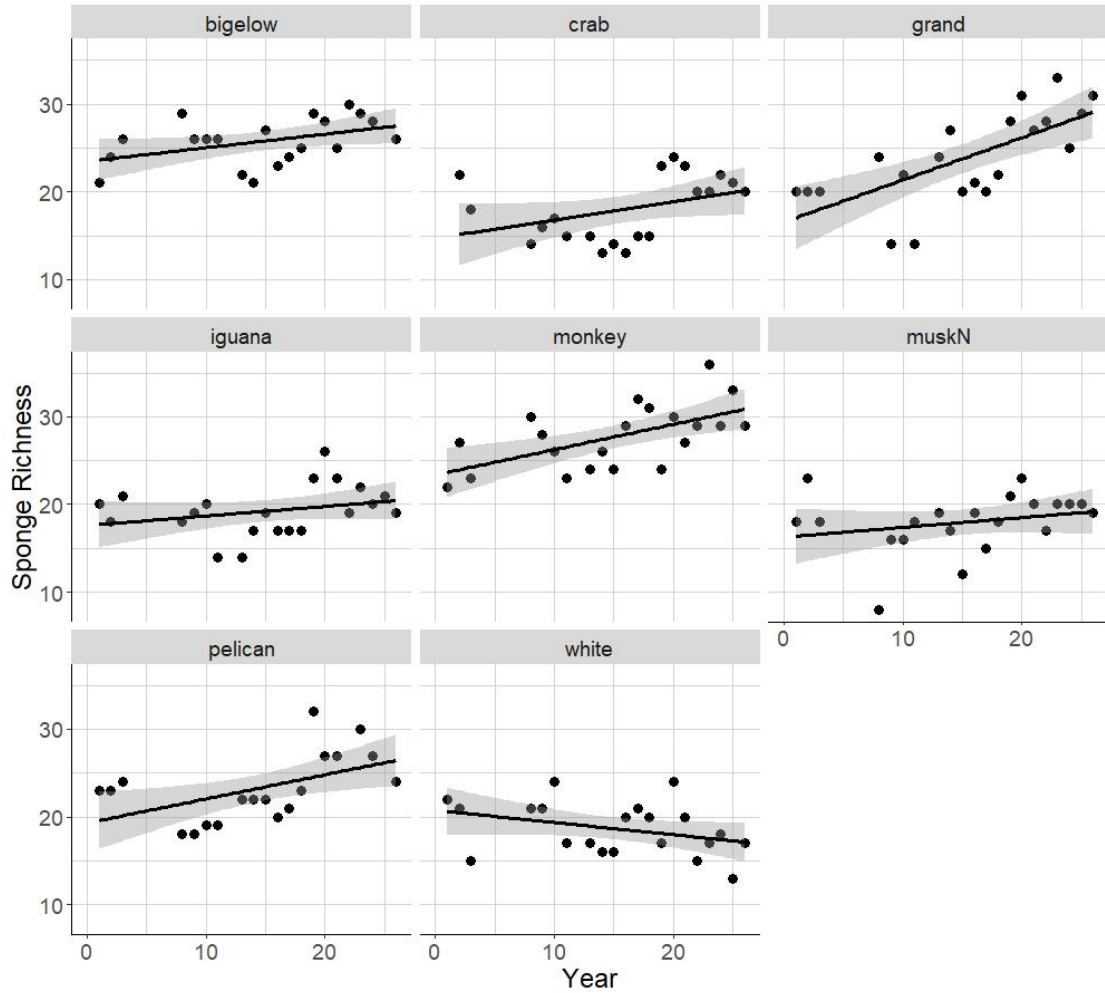 bigelow crab grand
30
20
10
iguana monkey muskN
30
20
10
0 10 20
pelican white
30
20
10
0 10 20 0 10 20
Sponge Richness
Year